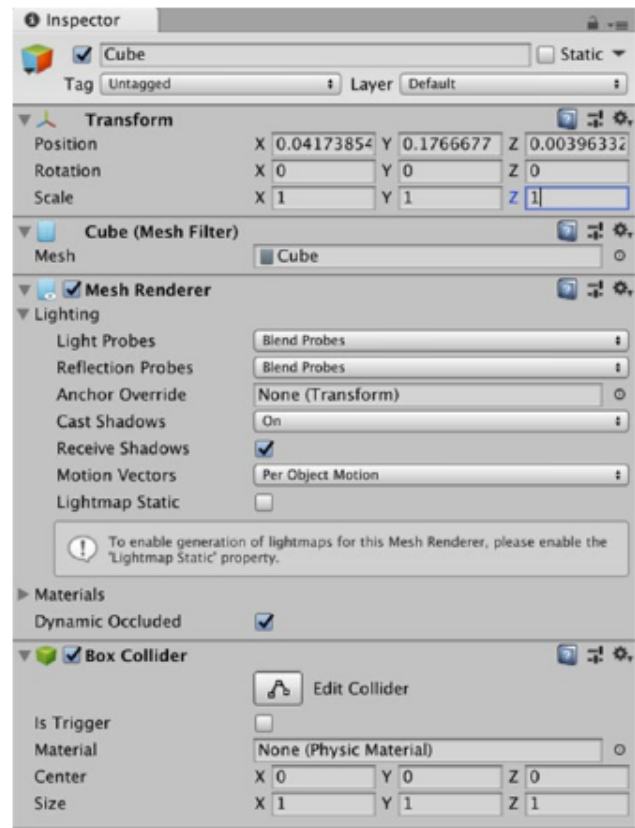 Inspector
Cube Static
Tag Untagged Layer Default
Transform
Position X 0.04173854 Y 0.1766677 Z 0.00396332
Rotation X 0 Y 0 Z 0
Scale X 1 Y 1 Z 1
Cube (Mesh Filter)
Mesh Cube
Mesh Renderer
Lighting
Light Probes Blend Probes
Reflection Probes Blend Probes
Anchor Override None (Transform)
Cast Shadows On
Receive Shadows
Motion Vectors Per Object Motion
Lightmap Static
To enable generation of lightmaps for this Mesh Renderer, please enable the
'Lightmap Static' property.
Materials
Dynamic Occluded
Box Collider
Edit Collider
Is Trigger
Material None (Physic Material)
Center X 0 Y 0 Z 0
Size X 1 Y 1 Z 1